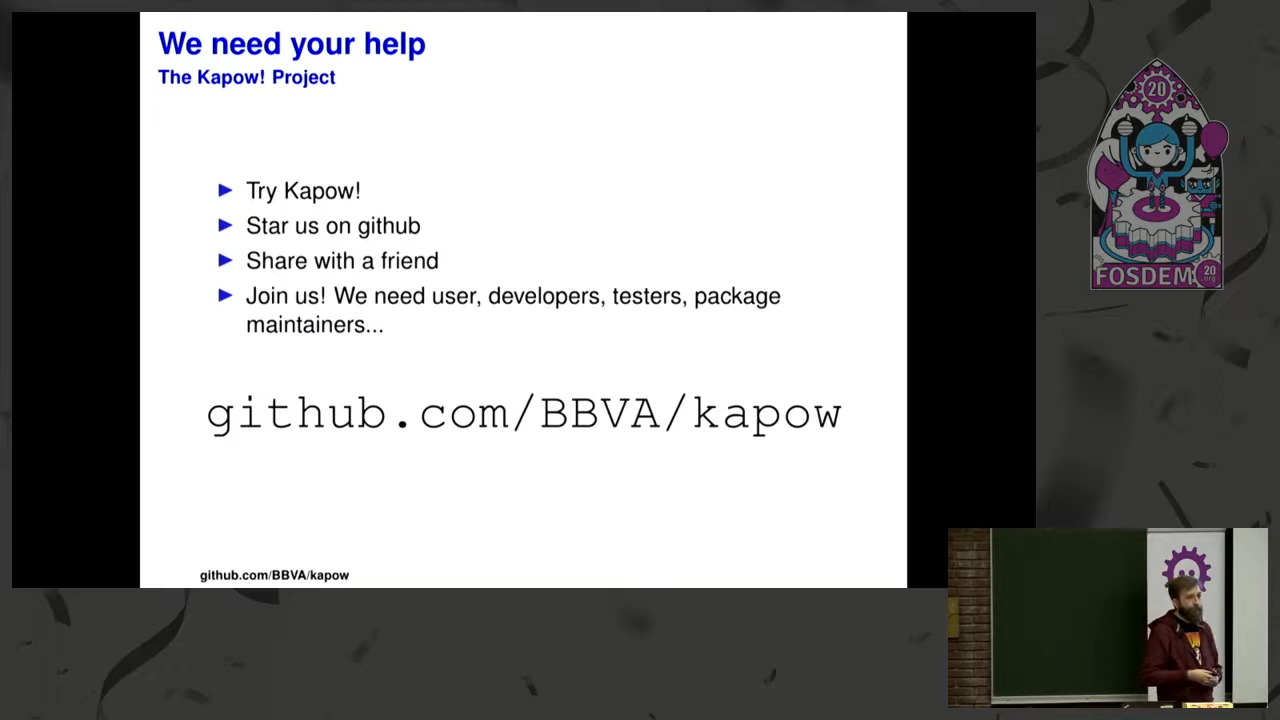 We need your help
The Kapow! Project
Try Kapow!
Star us on github
Share with a friend
Join us! We need user, developers, testers, package
maintainers...
github.com/BBVA/kapow
github.com/BBVA/kapow
20
FOSDEM
20
.org